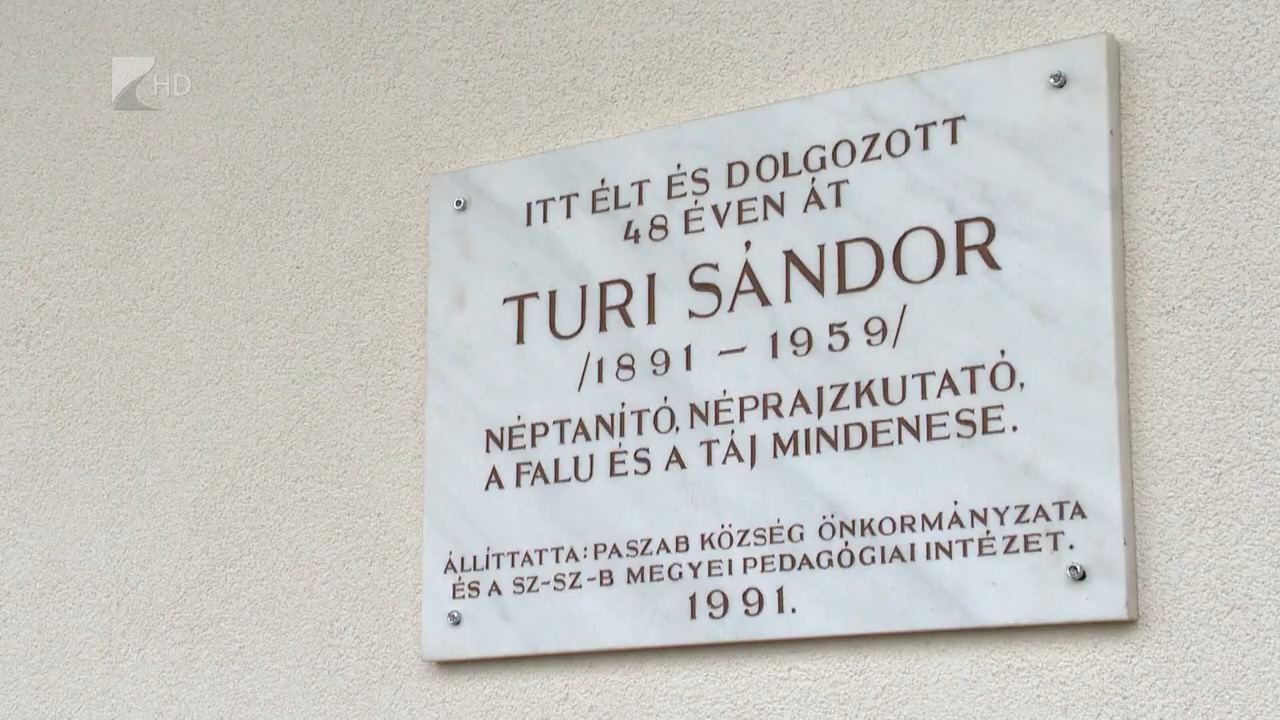 HD
ITT ÉLT ÉS DOLGOZOTT
48 ÉVEN ÁT
TURI SÁNDOR
/1891 – 1959/
NÉPTANÍTÓ, NÉPRAJZKUTATÓ,
A FALU ÉS A TÁJ MINDENESE.
ÁLLÍTTATTA: PASZAB KÖZSÉG ÖNKORMÁNYZATA
ÉS A SZ-SZ-B MEGYEI PEDAGÓGIAI INTÉZET.
1991.